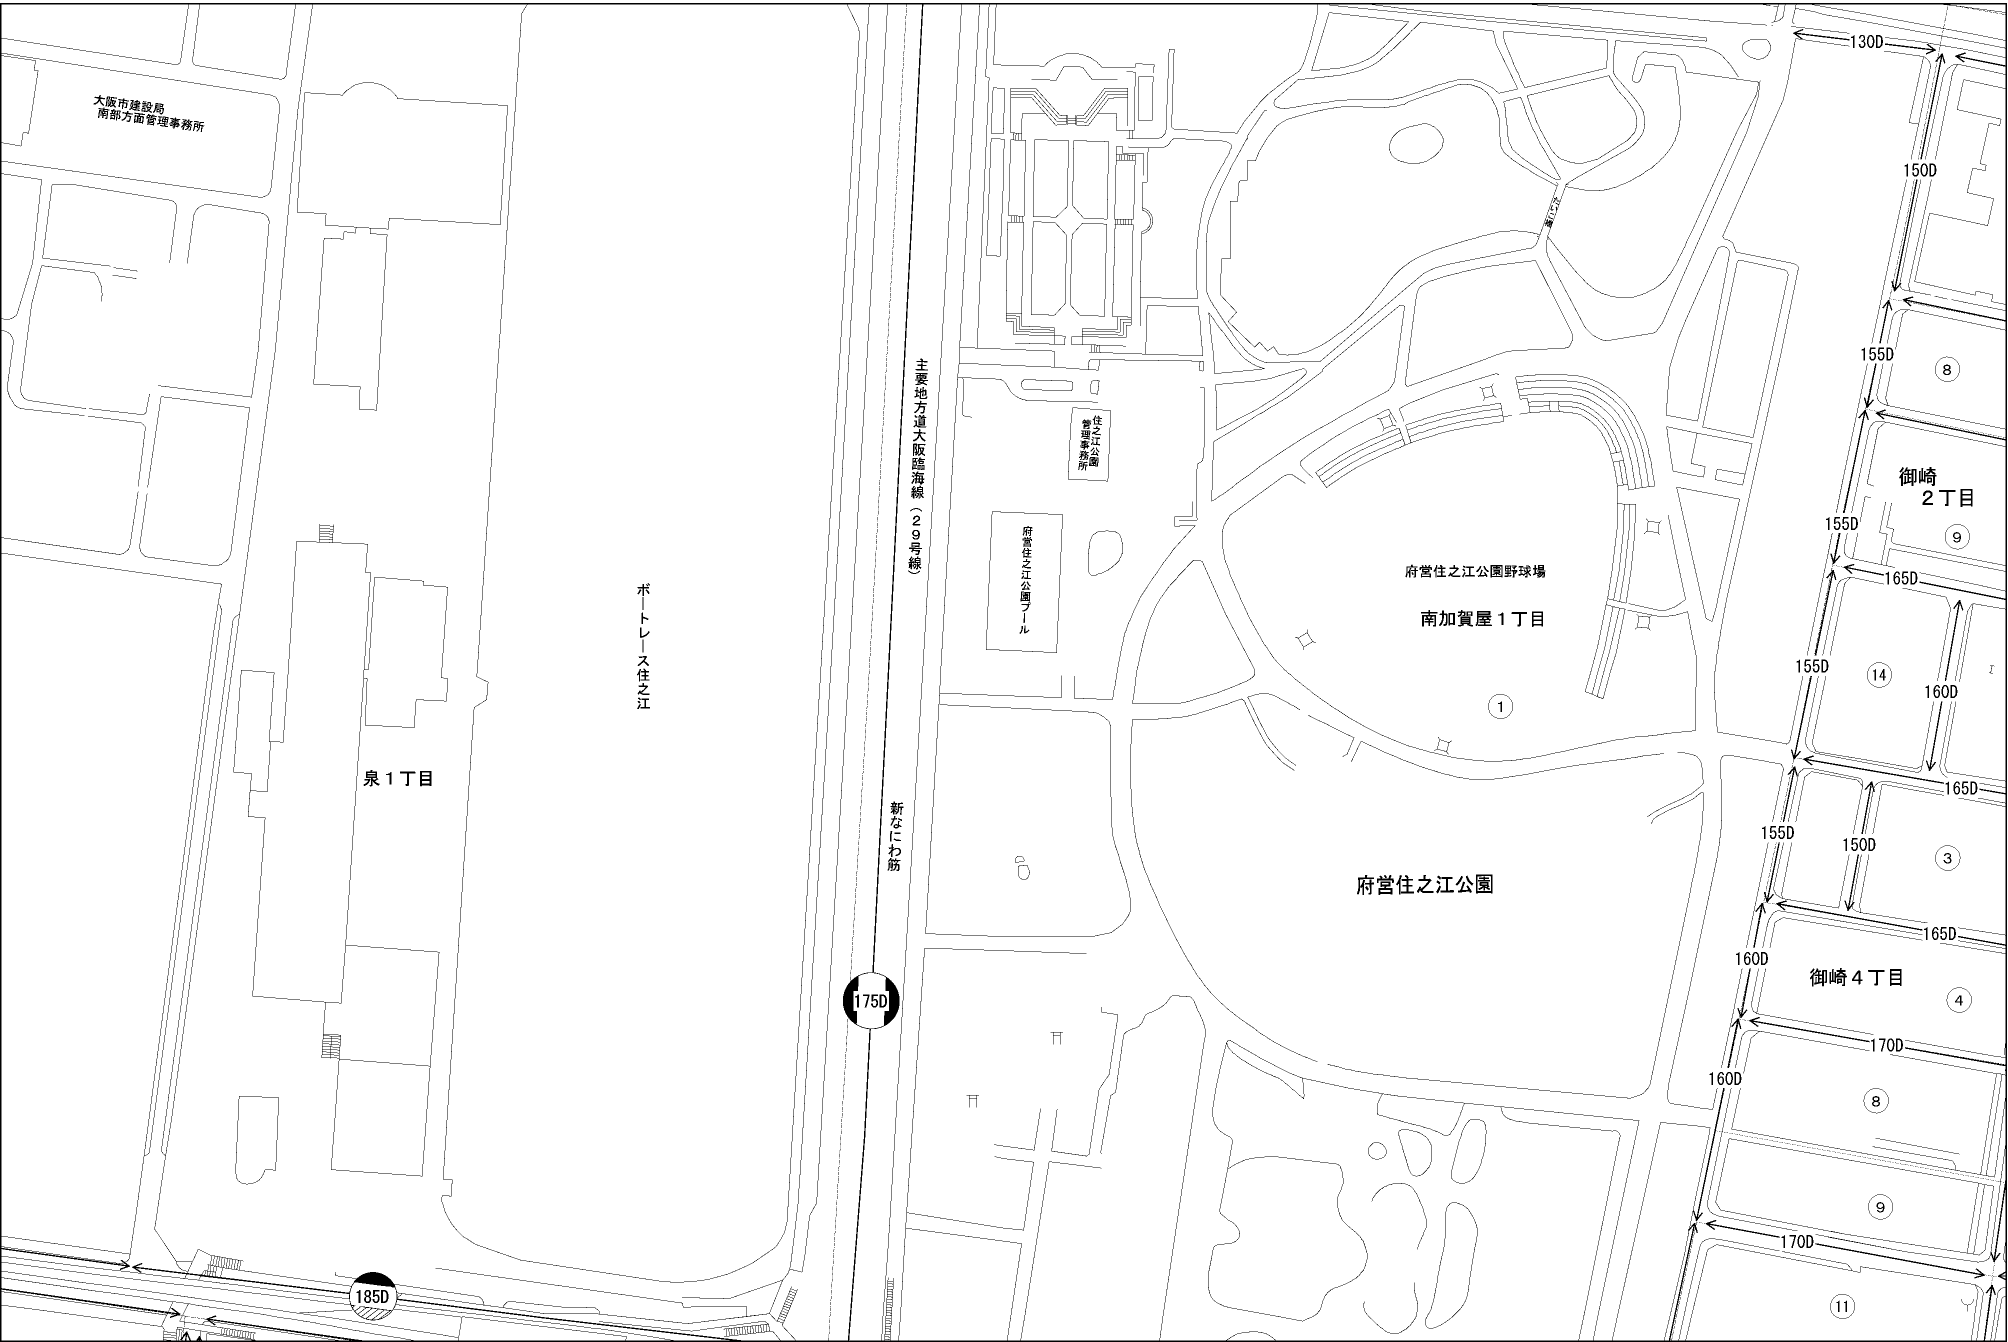 大阪市建設局
南部方面管理事務所
130D
150D
155D
8
主要地方道大阪臨海線（29号線）
住之江公園
管理事務所
御崎
2丁目
9
155D
165D
府営住之江公園プール
府営住之江公園野球場
南加賀屋1丁目
1
ボートレース住之江
155D
14
160D
泉1丁目
165D
155D
150D
3
新なにわ筋
府営住之江公園
165D
160D
御崎4丁目
4
175D
170D
160D
8
9
170D
185D
11